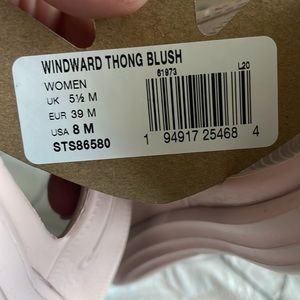 WINDWARD THONG BLUSH
61973 L20
WOMEN
UK 5½ M
EUR 39 M
USA 8 M
STS86580
1 94917 25468 4